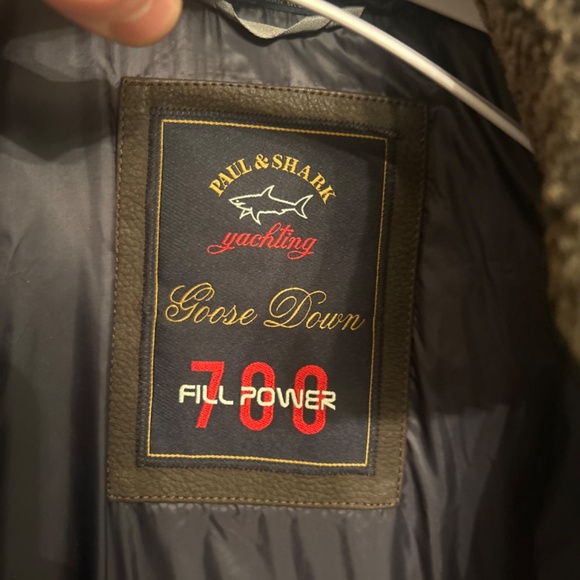 PAUL & SHARK
yachting
Goose Down
700
FILL POWER